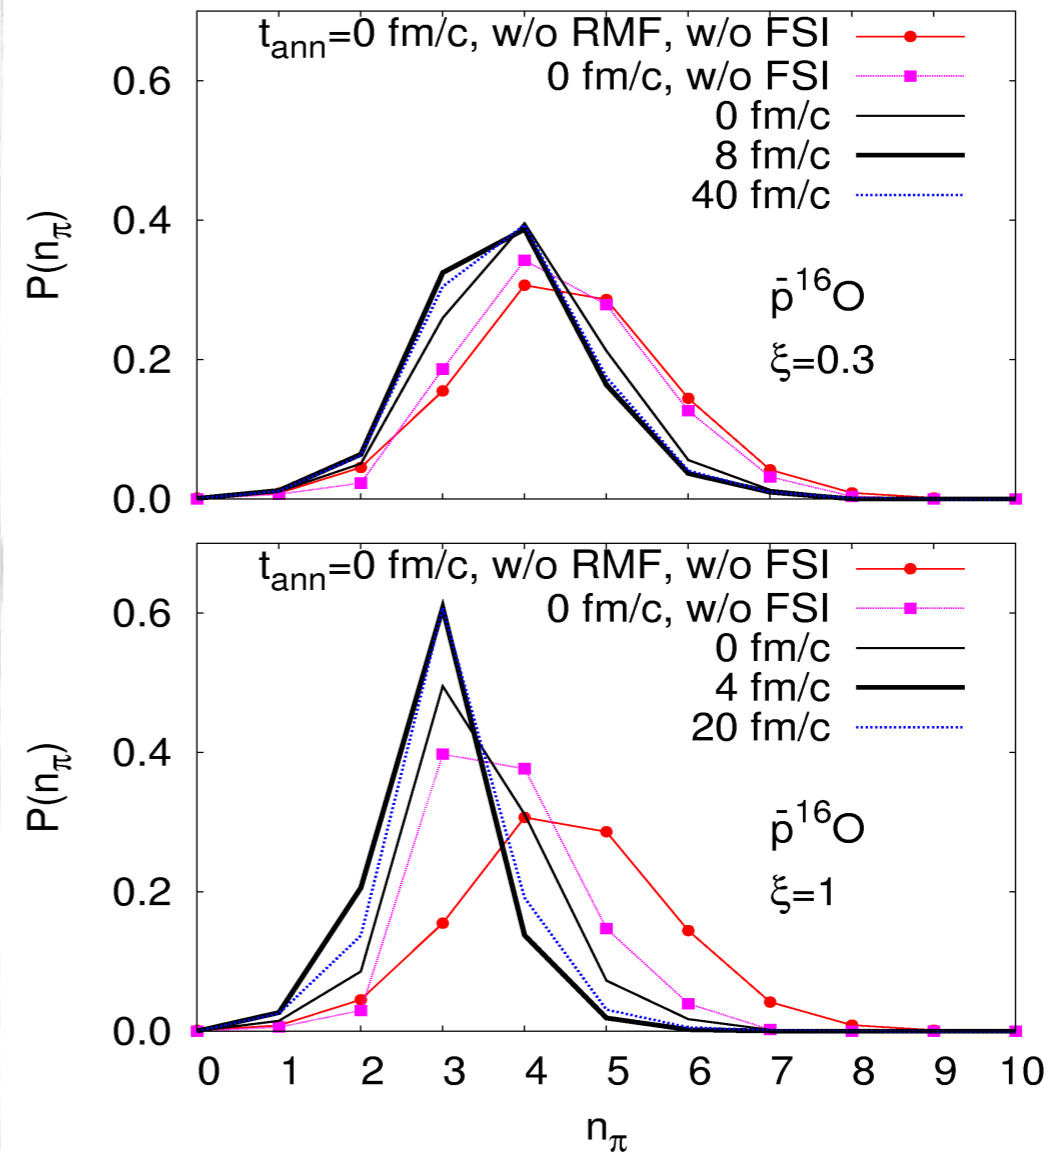 t_ann=0 fm/c, w/o RMF, w/o FSI
0.6
0 fm/c, w/o FSI
0 fm/c
8 fm/c
40 fm/c
0.4
P(n_π)
p̄¹⁶O
ξ=0.3
0.2
0.0
t_ann=0 fm/c, w/o RMF, w/o FSI
0.6
0 fm/c, w/o FSI
0 fm/c
4 fm/c
20 fm/c
0.4
P(n_π)
p̄¹⁶O
ξ=1
0.2
0.0
0 1 2 3 4 5 6 7 8 9 10
n_π